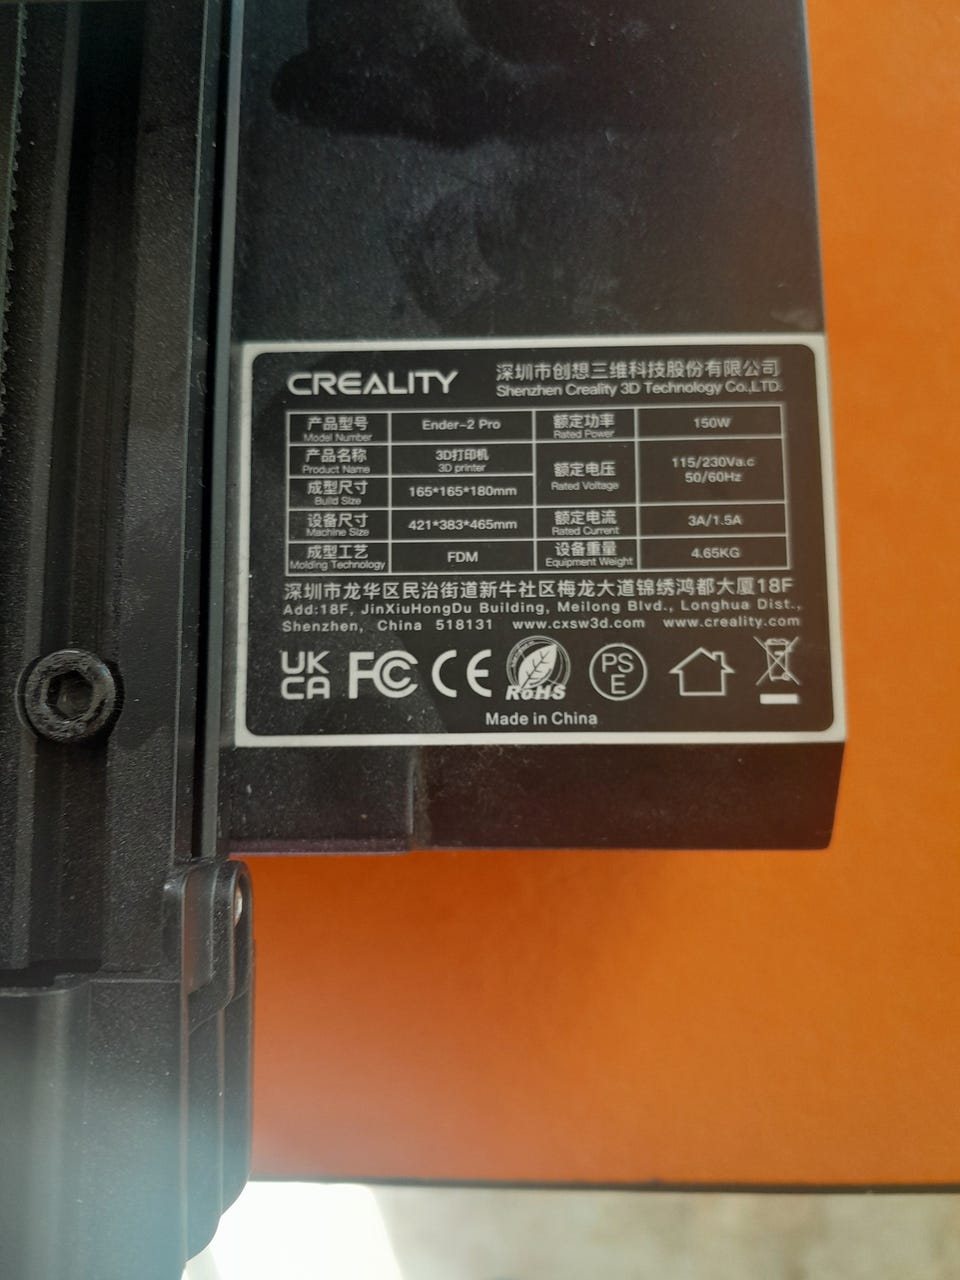 CREALITY
深圳市创想三维科技股份有限公司
Shenzhen Creality 3D Technology Co.,LTD.
产品型号 Ender-2 Pro 额定功率 150W
Model Number Rated Power
产品名称 3D打印机 额定电压 115/230Va.c
Product Name 3D printer Rated Voltage 50/60Hz
成型尺寸 165*165*180mm
Build Size
设备尺寸 421*383*465mm 额定电流 3A/1.5A
Machine Size Rated Current
成型工艺 FDM 设备重量 4.65KG
Molding Technology Equipment Weight
深圳市龙华区民治街道新牛社区梅龙大道锦绣鸿都大厦18F
Add:18F, JinXiuHongDu Building, Meilong Blvd., Longhua Dist.,
Shenzhen, China 518131 www.cxsw3d.com www.creality.com
UK CA FC CE RoHS PS E
Made in China